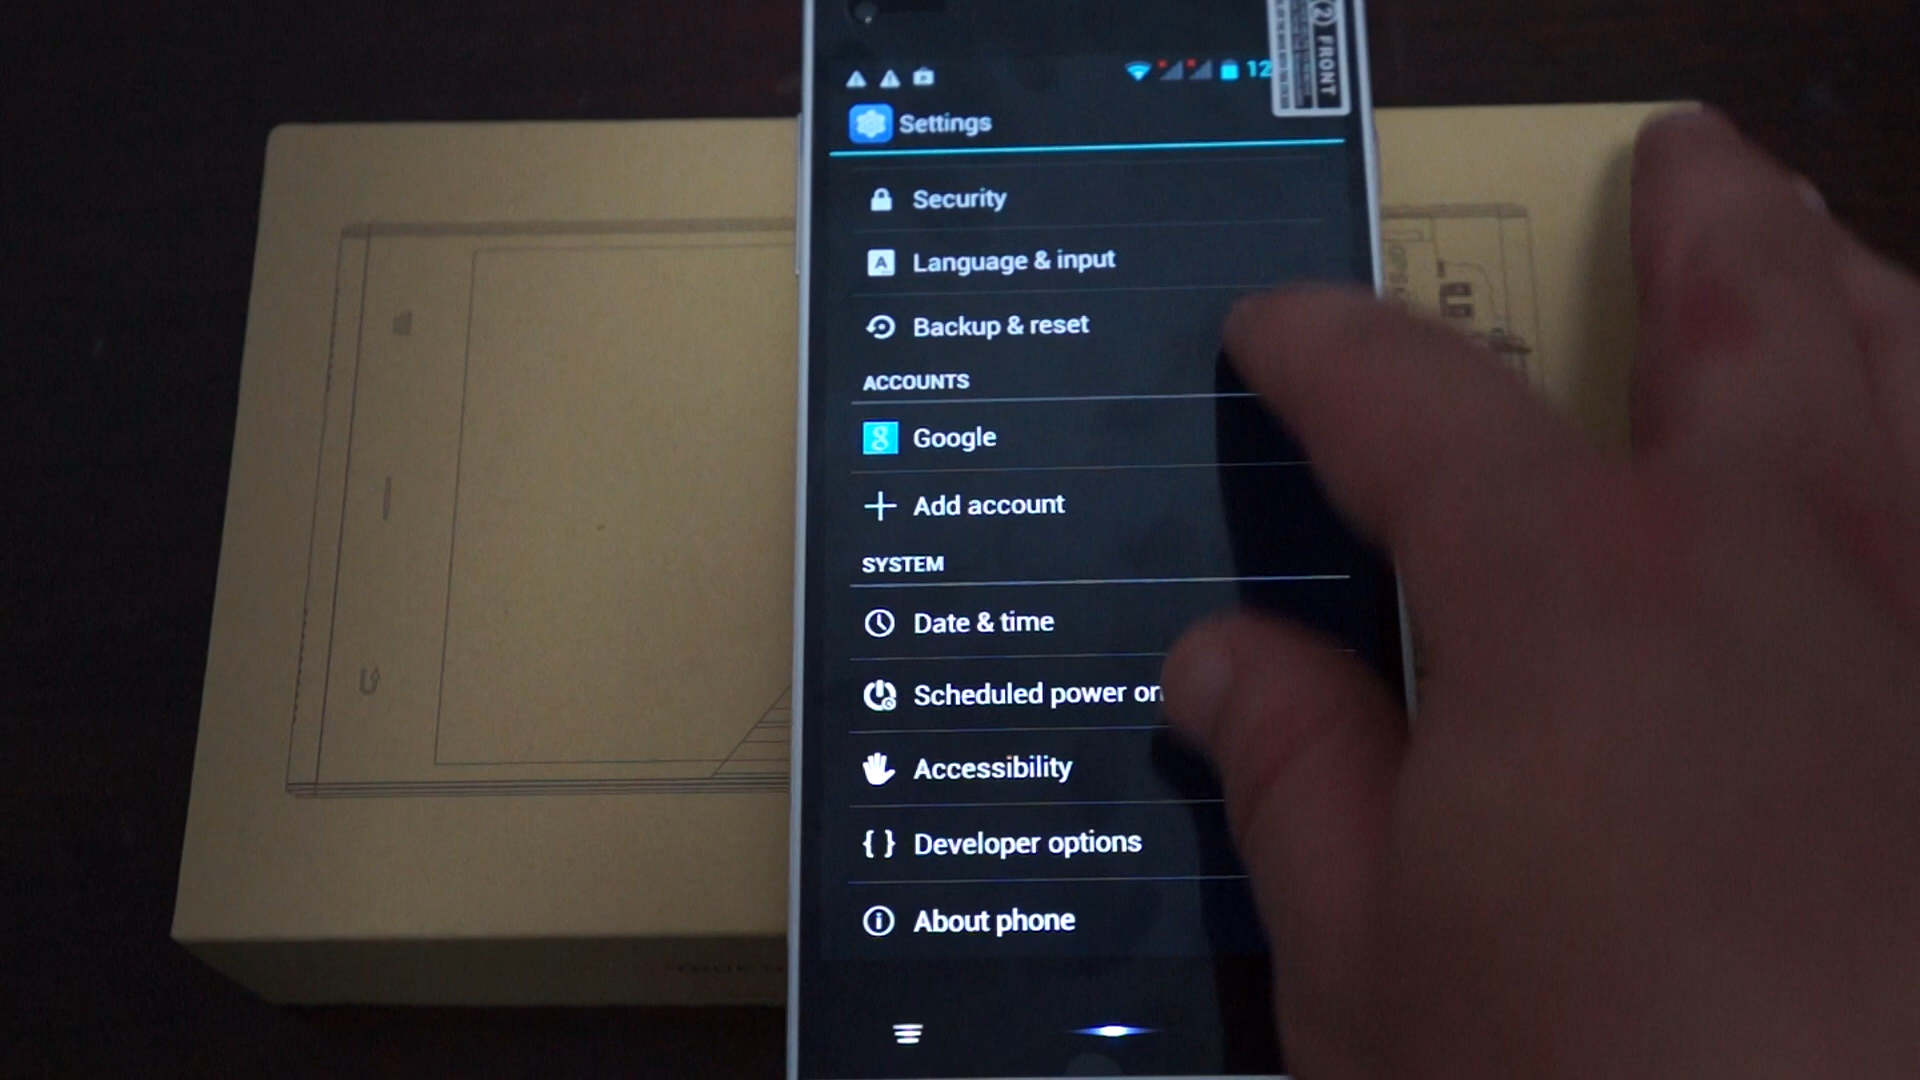 FRONT
12
Settings
Security
Language & input
Backup & reset
ACCOUNTS
Google
Add account
SYSTEM
Date & time
Scheduled power
Accessibility
Developer options
About phone